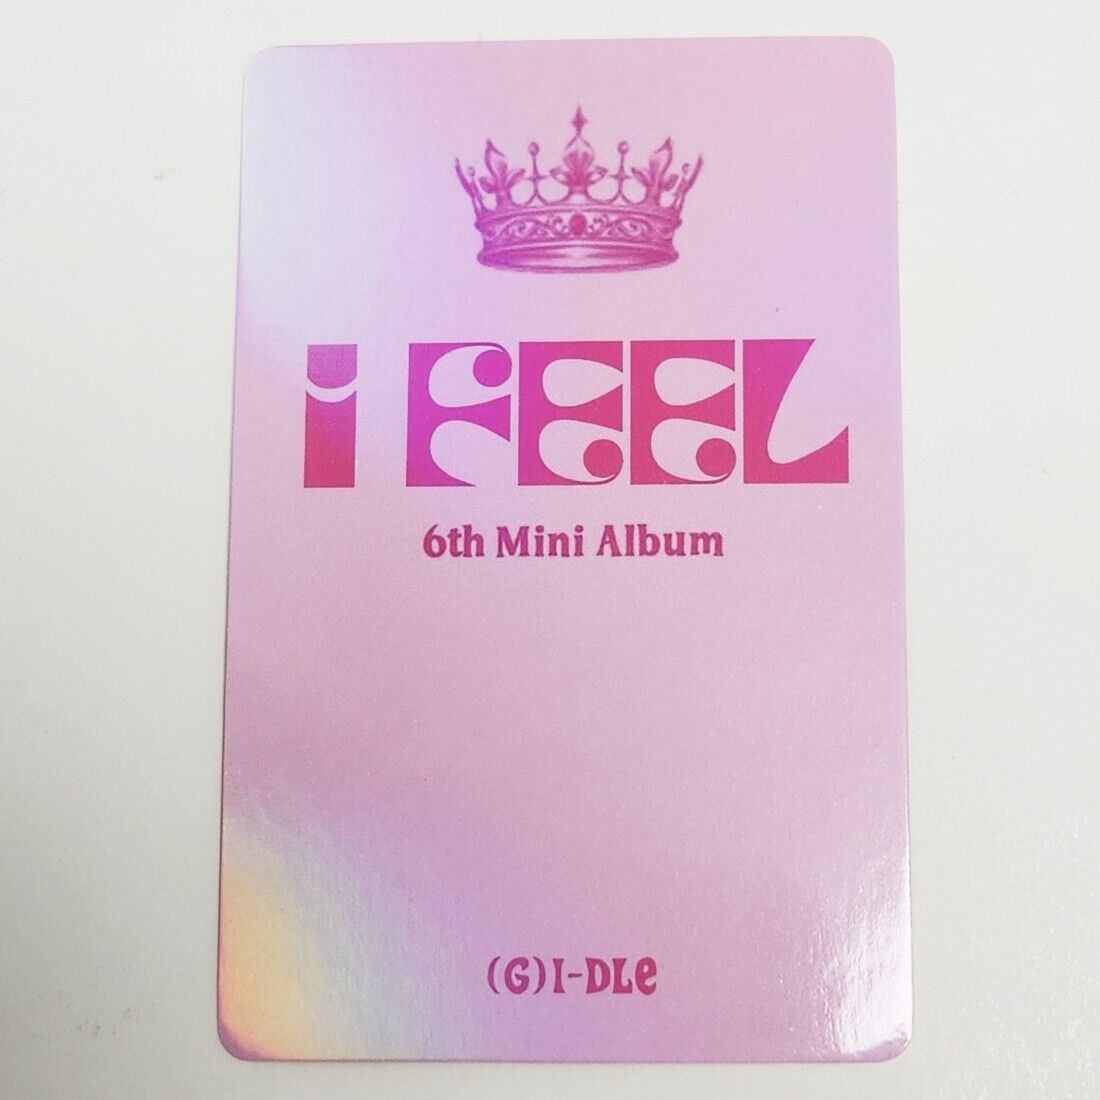 i FEEL
6th Mini Album
(G)I-DLe